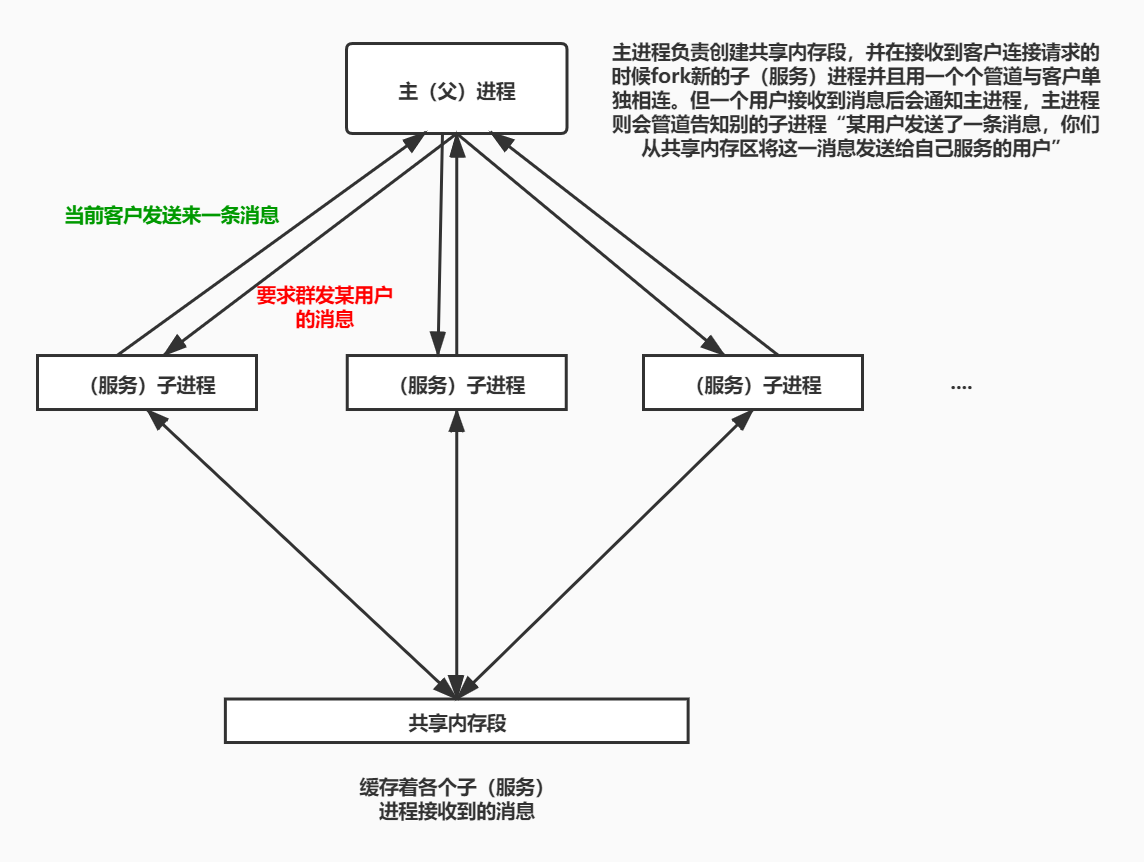 主（父）进程
主进程负责创建共享内存段，并在接收到客户连接请求的
时候fork新的子（服务）进程并且用一个个管道与客户单
独相连。但一个用户接收到消息后会通知主进程，主进程
则会管道告知别的子进程“某用户发送了一条消息，你们
从共享内存区将这一消息发送给自己服务的用户”
当前客户发送来一条消息
要求群发某用户
的消息
（服务）子进程
（服务）子进程
（服务）子进程
....
共享内存段
缓存着各个子（服务）
进程接收到的消息